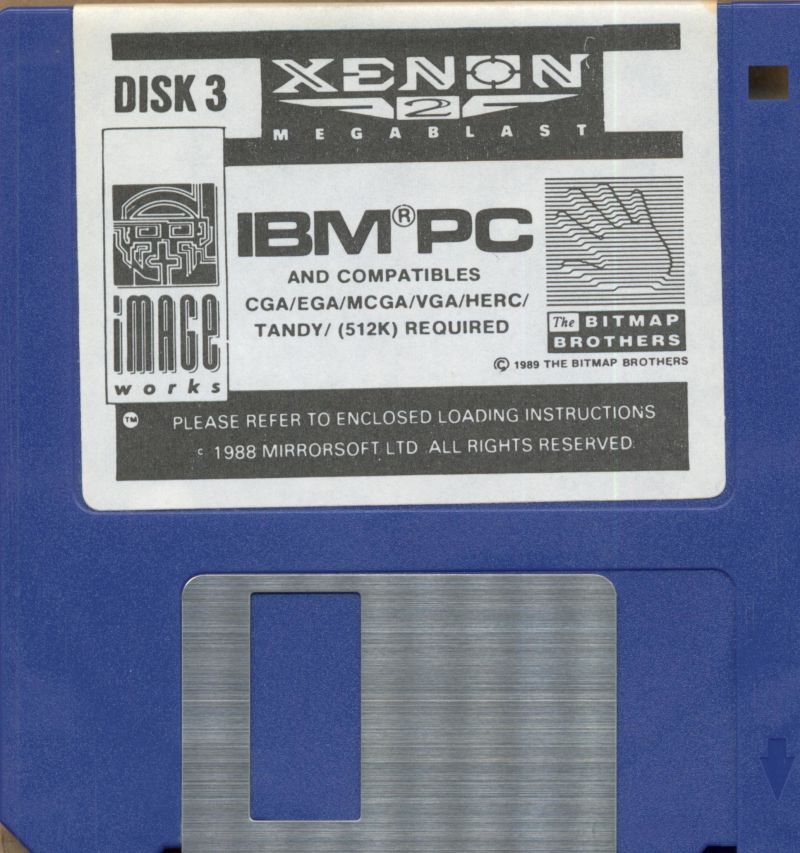 DISK 3
XENON
2
MEGABLAST
IBM® PC
AND COMPATIBLES
CGA/EGA/MCGA/VGA/HERC/
TANDY/ (512K) REQUIRED
iMAGE
works
™
The BITMAP
BROTHERS
© 1989 THE BITMAP BROTHERS
PLEASE REFER TO ENCLOSED LOADING INSTRUCTIONS
c 1988 MIRRORSOFT LTD ALL RIGHTS RESERVED.